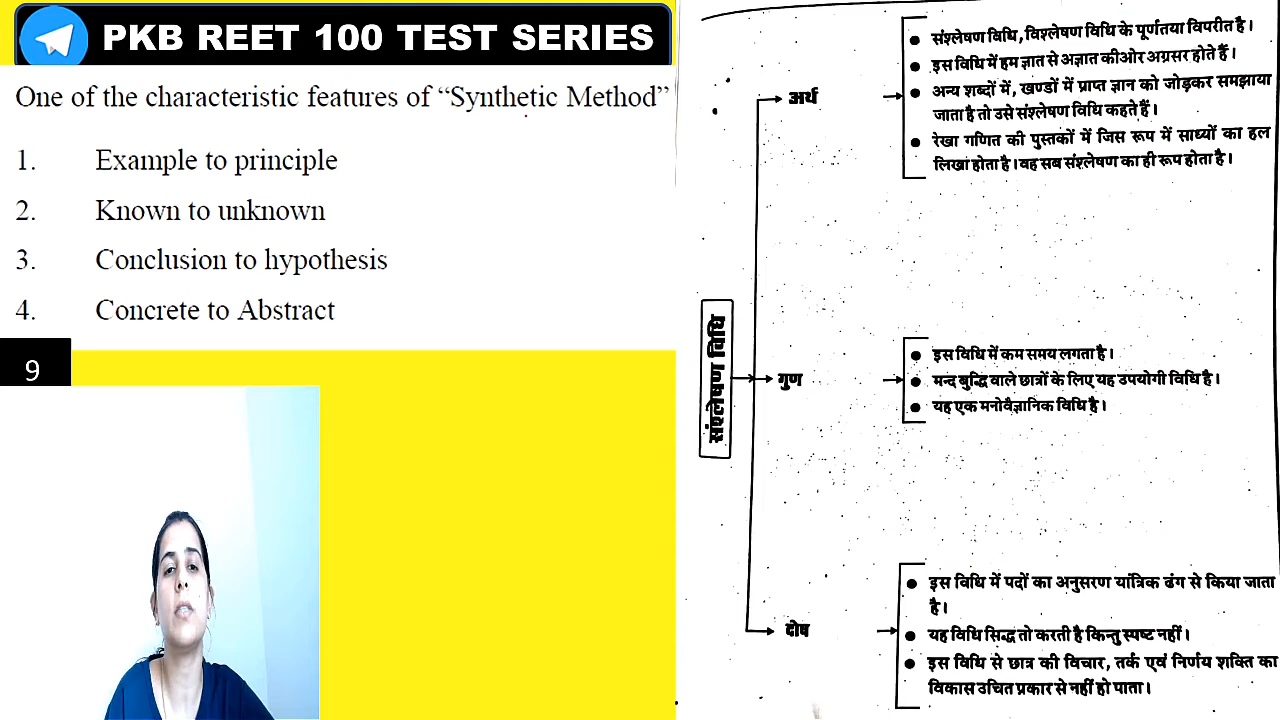 PKB REET 100 TEST SERIES
One of the characteristic features of “Synthetic Method”
1. Example to principle
2. Known to unknown
3. Conclusion to hypothesis
4. Concrete to Abstract
9
संश्लेषण विधि
अर्थ
संश्लेषण विधि, विश्लेषण विधि के पूर्णतया विपरीत है।
इस विधि में हम ज्ञात से अज्ञात की ओर अग्रसर होते हैं।
अन्य शब्दों में, खण्डों में प्राप्त ज्ञान को जोड़कर समझाया
जाता है तो उसे संश्लेषण विधि कहते हैं।
रेखा गणित की पुस्तकों में जिस रूप में साध्यों का हल
लिखा होता है। वह सब संश्लेषण का ही रूप होता है।
गुण
इस विधि में कम समय लगता है।
मन्द बुद्धि वाले छात्रों के लिए यह उपयोगी विधि है।
यह एक मनोवैज्ञानिक विधि है।
दोष
इस विधि में पदों का अनुसरण यांत्रिक ढंग से किया जाता
है।
यह विधि सिद्ध तो करती है किन्तु स्पष्ट नहीं।
इस विधि से छात्र की विचार, तर्क एवं निर्णय शक्ति का
विकास उचित प्रकार से नहीं हो पाता।